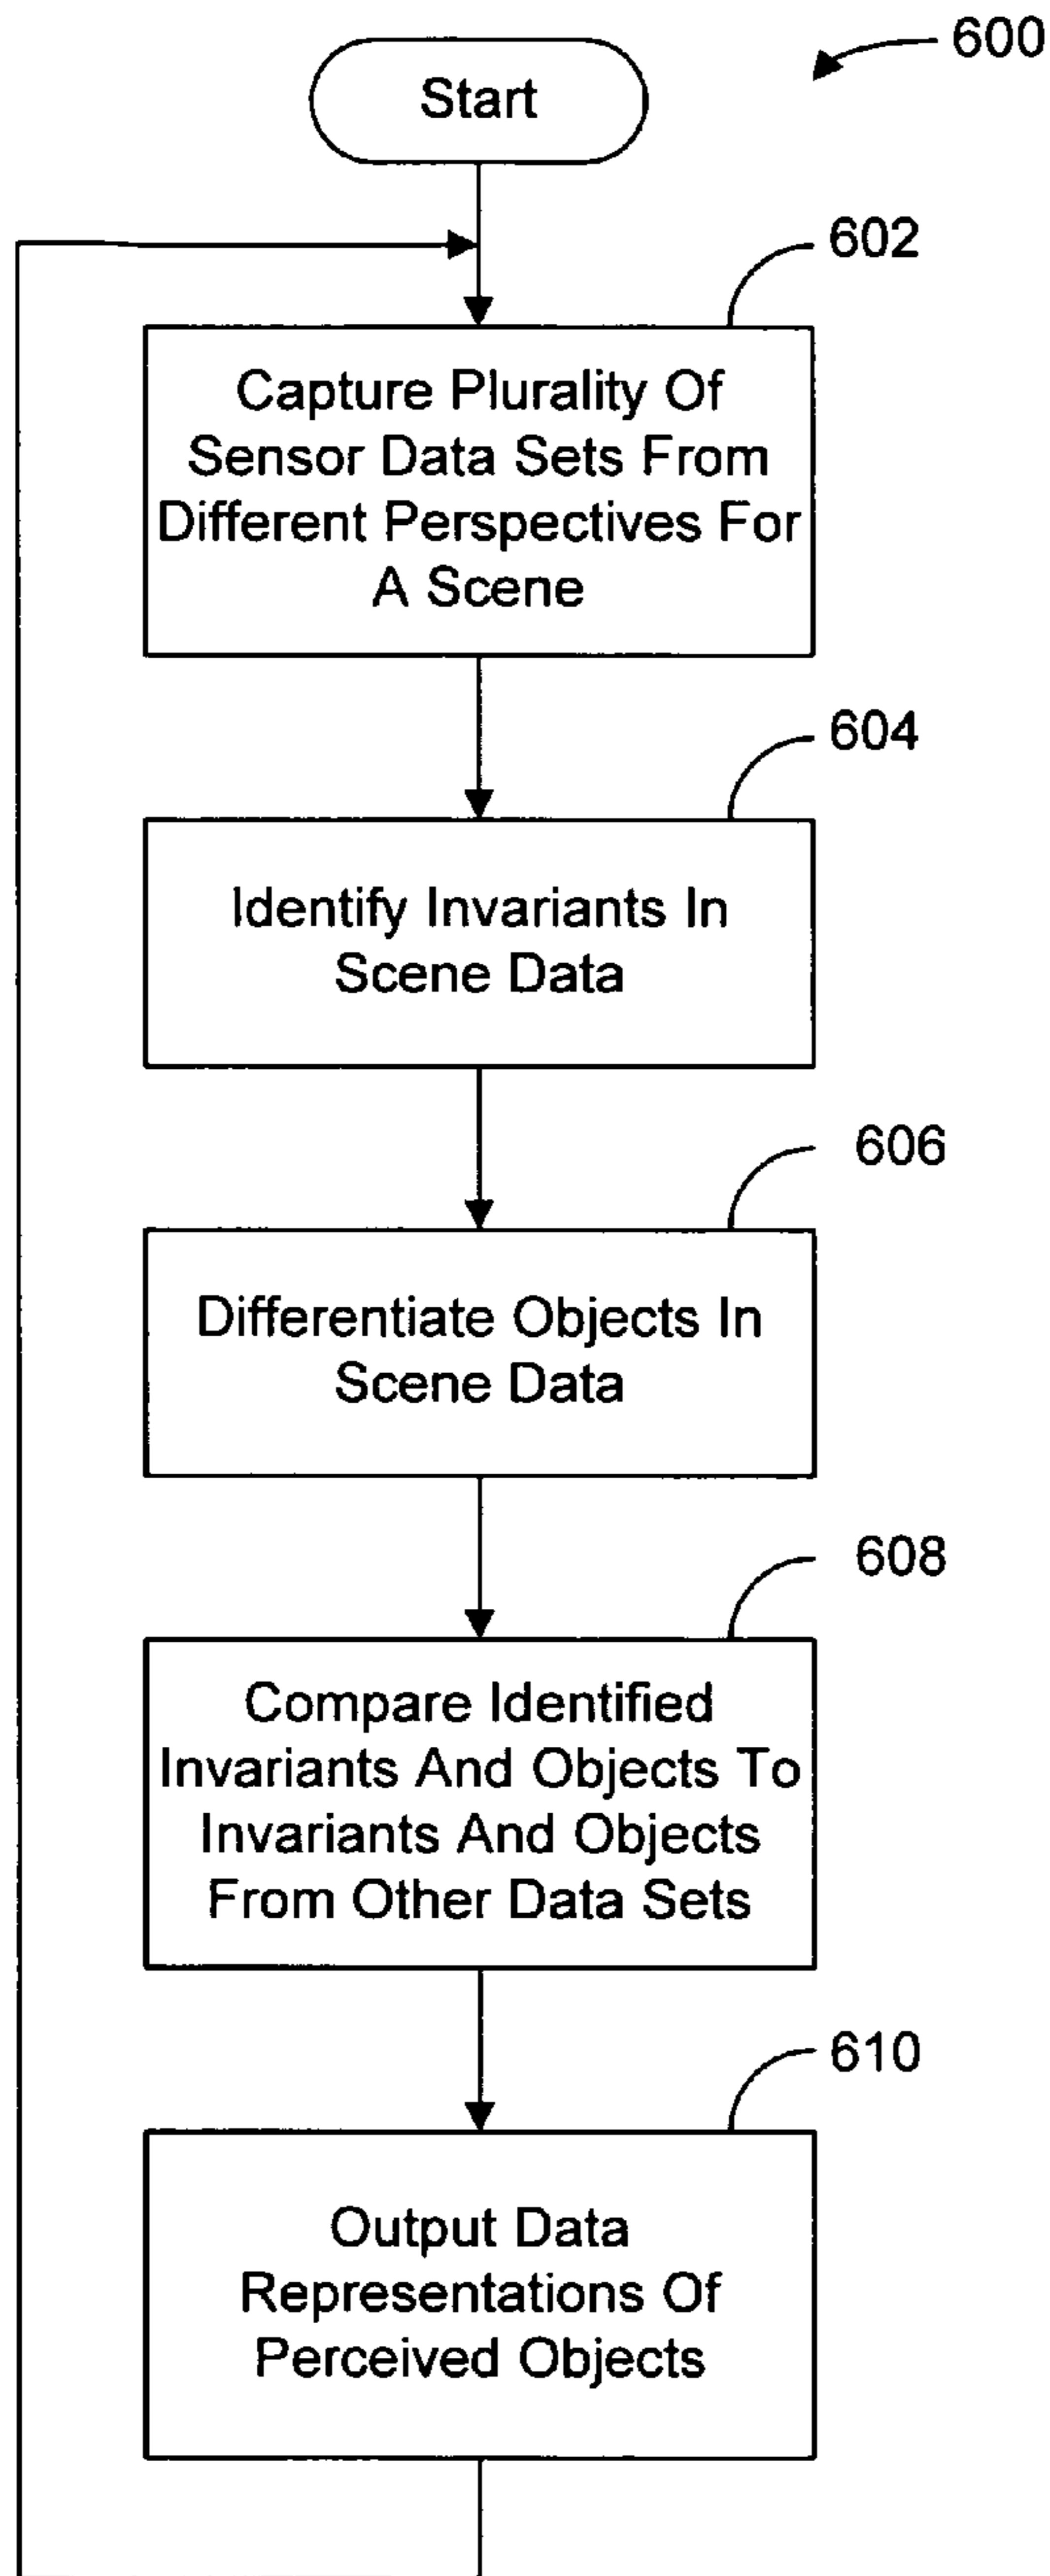 600
Start
602
Capture Plurality Of
Sensor Data Sets From
Different Perspectives For
A Scene
604
Identify Invariants In
Scene Data
606
Differentiate Objects In
Scene Data
608
Compare Identified
Invariants And Objects To
Invariants And Objects
From Other Data Sets
610
Output Data
Representations Of
Perceived Objects